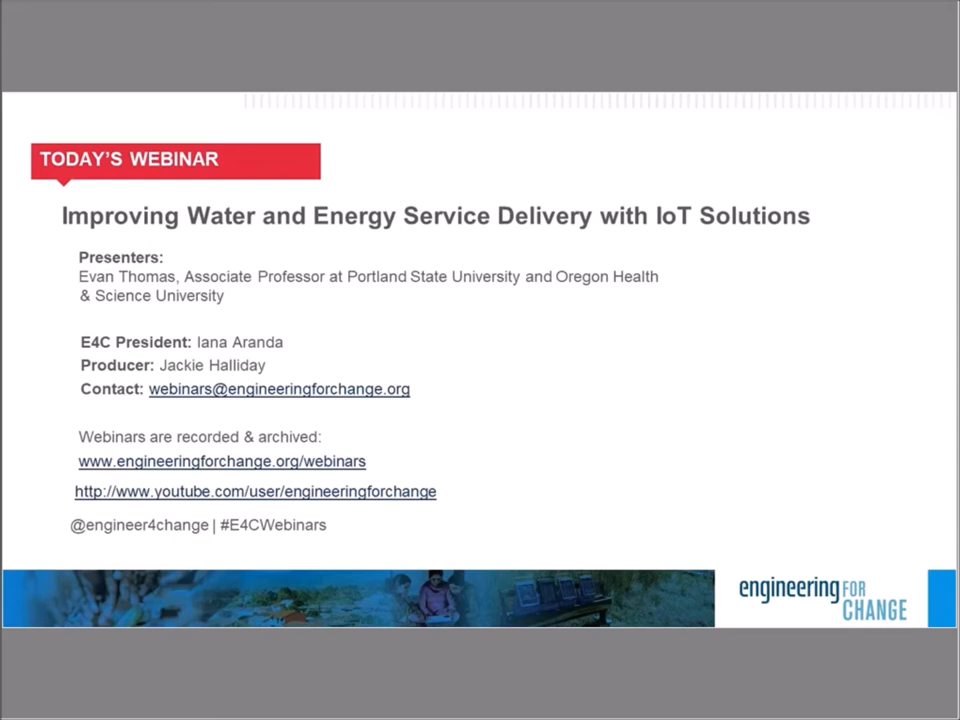 TODAY'S WEBINAR
Improving Water and Energy Service Delivery with IoT Solutions
Presenters:
Evan Thomas, Associate Professor at Portland State University and Oregon Health
& Science University
E4C President: Iana Aranda
Producer: Jackie Halliday
Contact: webinars@engineeringforchange.org
Webinars are recorded & archived:
www.engineeringforchange.org/webinars
http://www.youtube.com/user/engineeringforchange
@engineer4change | #E4CWebinars
engineering FOR
CHANGE